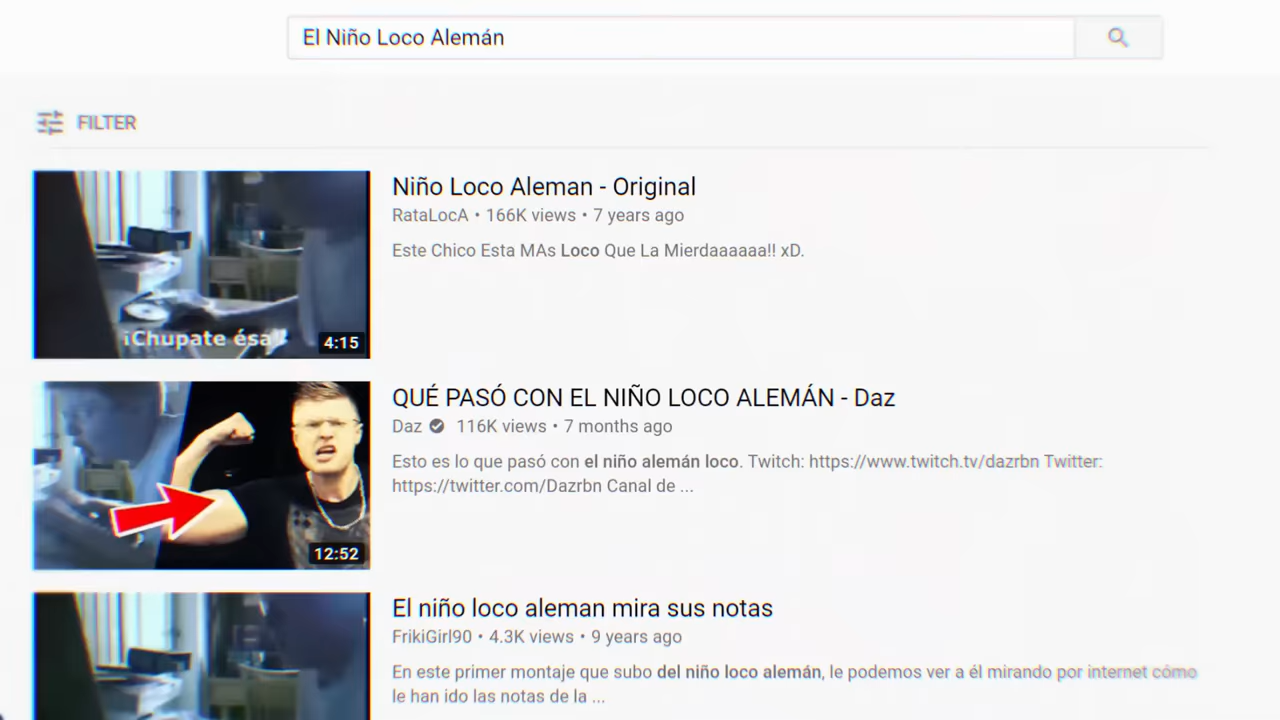 El Niño Loco Alemán
FILTER
Niño Loco Aleman - Original
RataLocA • 166K views • 7 years ago
Este Chico Esta MAs Loco Que La Mierdaaaaaa!! xD.
¡Chupate ésa!
4:15
QUÉ PASÓ CON EL NIÑO LOCO ALEMÁN - Daz
Daz 116K views • 7 months ago
Esto es lo que pasó con el niño alemán loco. Twitch: https://www.twitch.tv/dazrbn Twitter:
https://twitter.com/Dazrbn Canal de ...
12:52
El niño loco aleman mira sus notas
FrikiGirl90 • 4.3K views • 9 years ago
En este primer montaje que subo del niño loco alemán, le podemos ver a él mirando por internet cómo
le han ido las notas de la ...